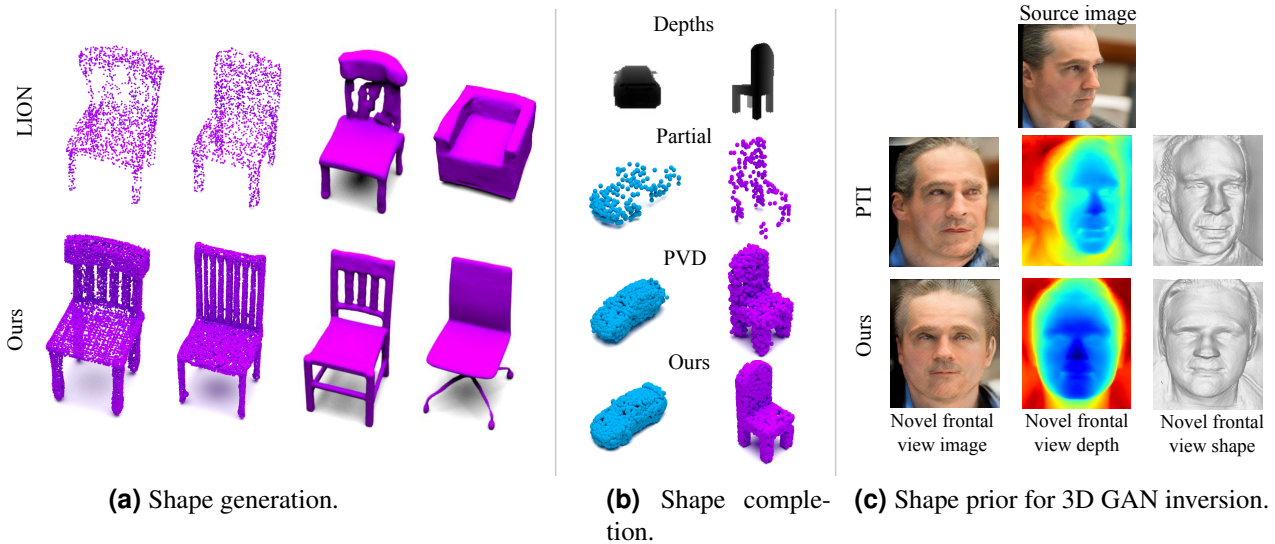 LION
Ours
(a) Shape generation.
Depths
Partial
PVD
Ours
(b) Shape comple-
tion.
Source image
PTI
Ours
Novel frontal
view image
Novel frontal
view depth
Novel frontal
view shape
(c) Shape prior for 3D GAN inversion.